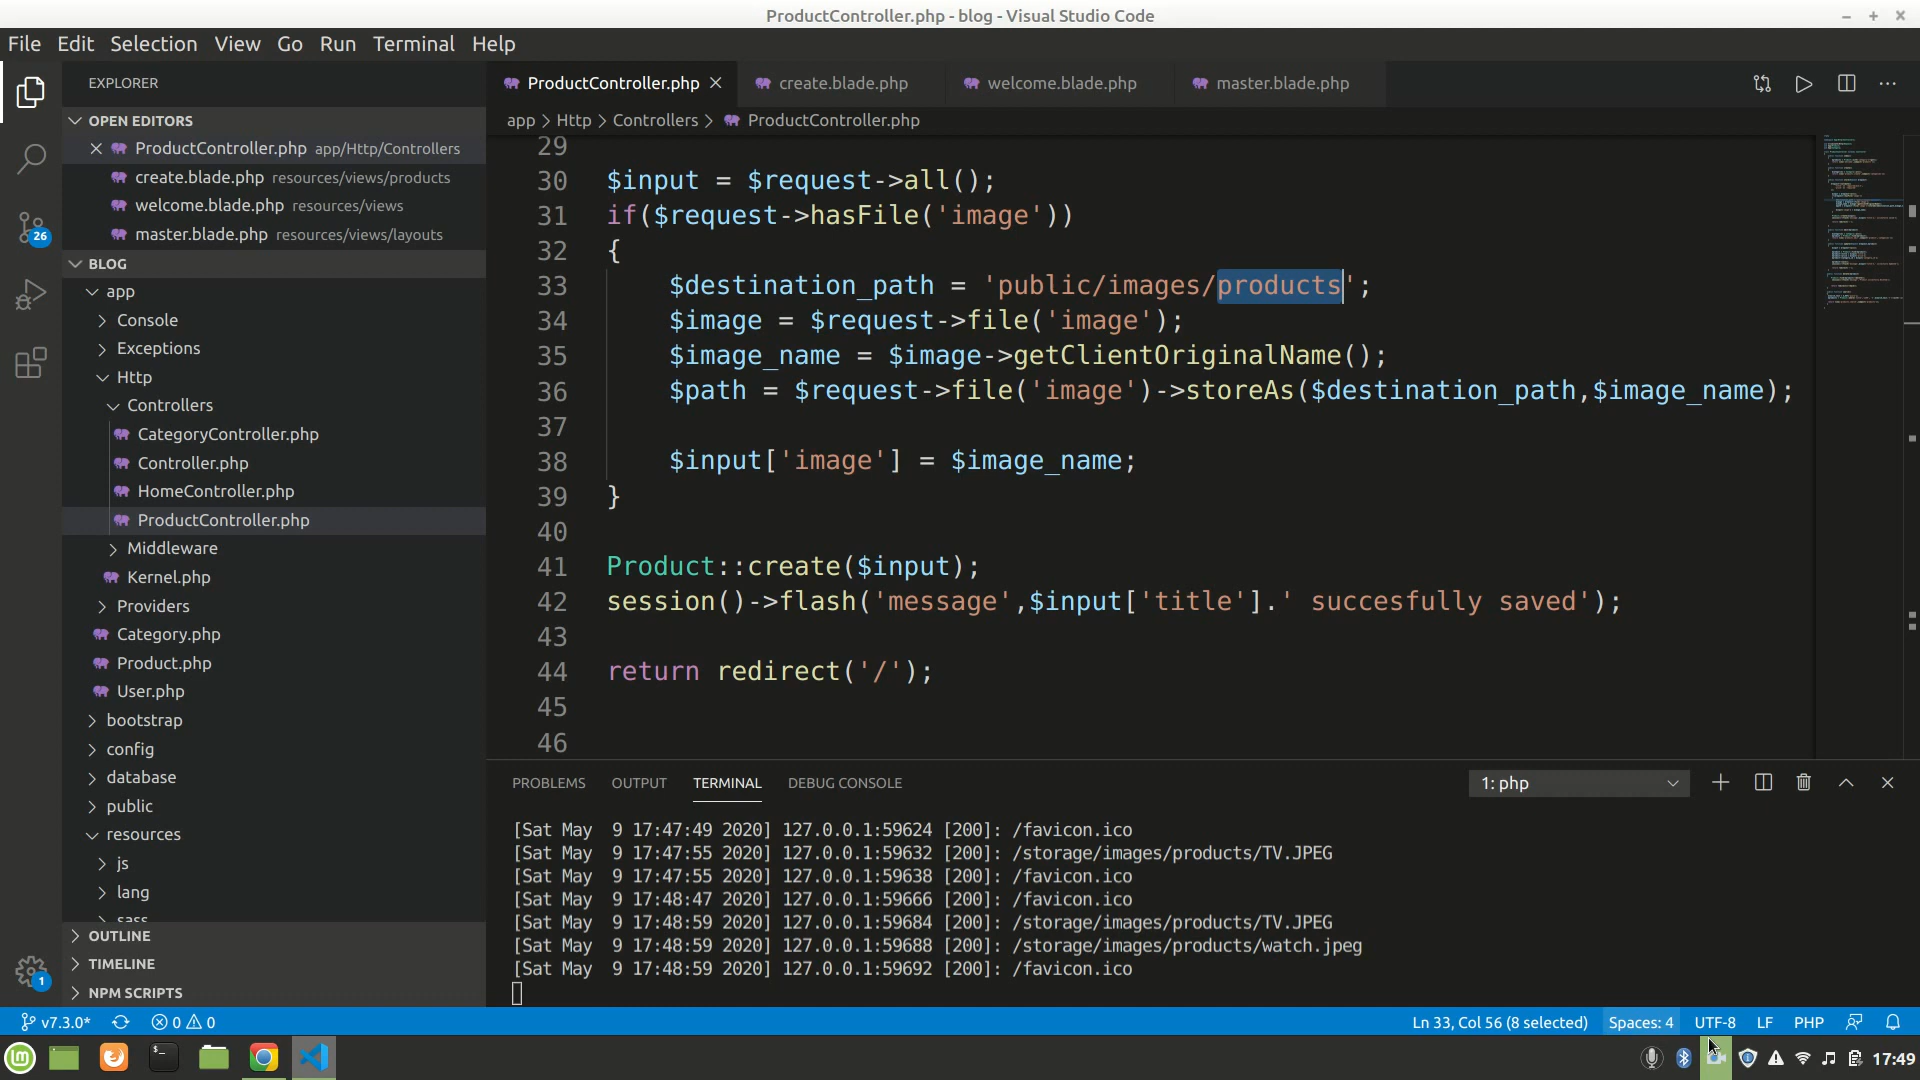 ProductController.php - blog - Visual Studio Code
File Edit Selection View Go Run Terminal Help
EXPLORER
OPEN EDITORS
ProductController.php app/Http/Controllers
create.blade.php resources/views/products
welcome.blade.php resources/views
master.blade.php resources/views/layouts
BLOG
app
Console
Exceptions
Http
Controllers
CategoryController.php
Controller.php
HomeController.php
ProductController.php
Middleware
Kernel.php
Providers
Category.php
Product.php
User.php
bootstrap
config
database
public
resources
js
lang
sass
OUTLINE
TIMELINE
NPM SCRIPTS
26
1
ProductController.php create.blade.php welcome.blade.php master.blade.php
app > Http > Controllers > ProductController.php
29
30 $input = $request->all();
31 if($request->hasFile('image'))
32 {
33 $destination_path = 'public/images/products';
34 $image = $request->file('image');
35 $image_name = $image->getClientOriginalName();
36 $path = $request->file('image')->storeAs($destination_path,$image_name);
37
38 $input['image'] = $image_name;
39 }
40
41 Product::create($input);
42 session()->flash('message',$input['title'].' succesfully saved');
43
44 return redirect('/');
45
46
PROBLEMS OUTPUT TERMINAL DEBUG CONSOLE 1: php
[Sat May  9 17:47:49 2020] 127.0.0.1:59624 [200]: /favicon.ico
[Sat May  9 17:47:55 2020] 127.0.0.1:59632 [200]: /storage/images/products/TV.JPEG
[Sat May  9 17:47:55 2020] 127.0.0.1:59638 [200]: /favicon.ico
[Sat May  9 17:48:47 2020] 127.0.0.1:59666 [200]: /favicon.ico
[Sat May  9 17:48:59 2020] 127.0.0.1:59684 [200]: /storage/images/products/TV.JPEG
[Sat May  9 17:48:59 2020] 127.0.0.1:59688 [200]: /storage/images/products/watch.jpeg
[Sat May  9 17:48:59 2020] 127.0.0.1:59692 [200]: /favicon.ico
v7.3.0* 0 0 Ln 33, Col 56 (8 selected) Spaces: 4 UTF-8 LF PHP
17:49